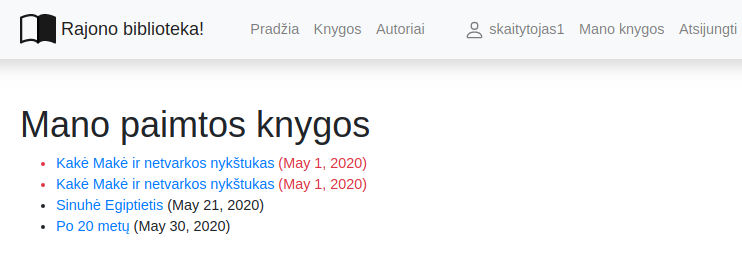 Rajono biblioteka! Pradžia Knygos Autoriai skaitytojas1 Mano knygos Atsijungti
Mano paimtos knygos
Kakė Makė ir netvarkos nykštukas (May 1, 2020)
Kakė Makė ir netvarkos nykštukas (May 1, 2020)
Sinuhė Egiptietis (May 21, 2020)
Po 20 metų (May 30, 2020)